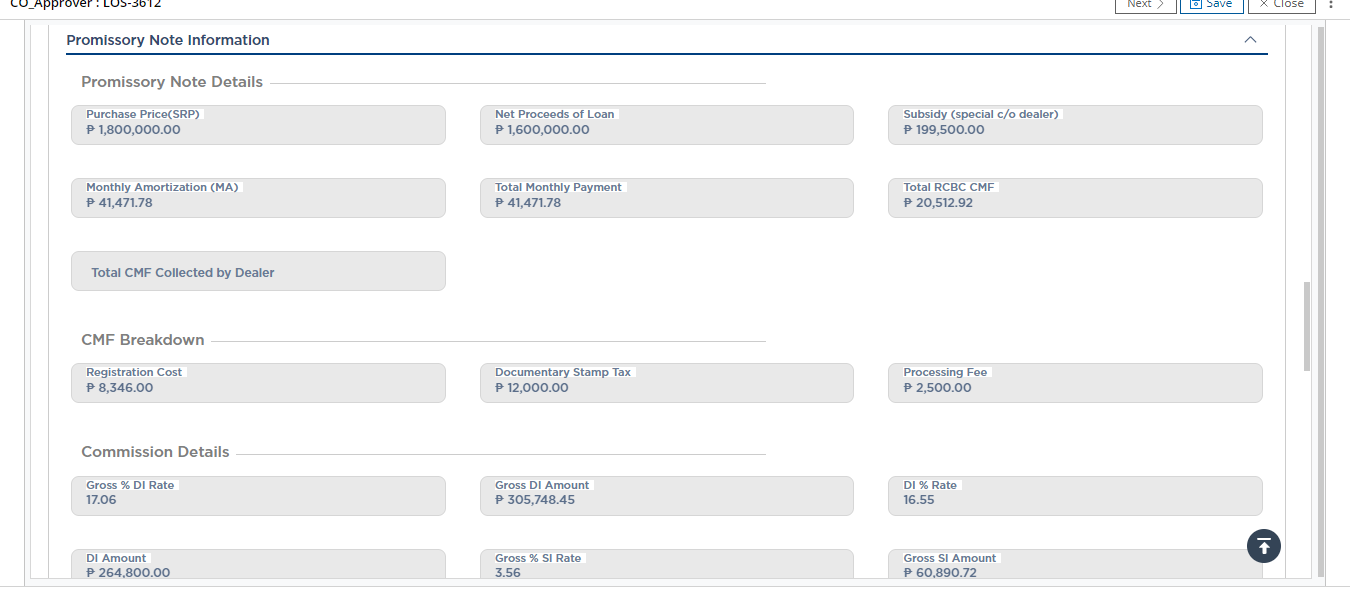 CO_Approver : LOS-3612
Next
Save
Close
Promissory Note Information
Promissory Note Details
Purchase Price(SRP)
₱ 1,800,000.00
Net Proceeds of Loan
₱ 1,600,000.00
Subsidy (special c/o dealer)
₱ 199,500.00
Monthly Amortization (MA)
₱ 41,471.78
Total Monthly Payment
₱ 41,471.78
Total RCBC CMF
₱ 20,512.92
Total CMF Collected by Dealer
CMF Breakdown
Registration Cost
₱ 8,346.00
Documentary Stamp Tax
₱ 12,000.00
Processing Fee
₱ 2,500.00
Commission Details
Gross % DI Rate
17.06
Gross DI Amount
₱ 305,748.45
DI % Rate
16.55
DI Amount
₱ 264,800.00
Gross % SI Rate
3.56
Gross SI Amount
₱ 60,890.72